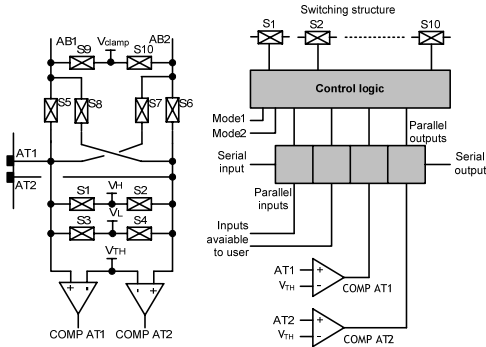 Switching structure
AB1 Vclamp AB2
S9 S10
S5 S8 S7 S6
AT1
AT2
VH
S1 S2
VL
S3 S4
VTH
+ - - +
COMP AT1 COMP AT2
S1 S2 S10
Control logic
Mode1
Mode2
Parallel
outputs
Serial
input
Serial
output
Parallel
inputs
Inputs
avaiable
to user
AT1 +
VTH -
COMP AT1
AT2 +
VTH -
COMP AT2